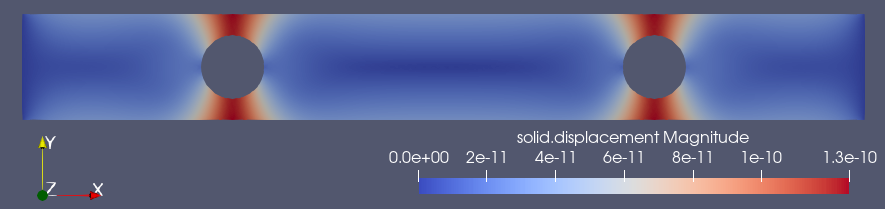 solid.displacement Magnitude
0.0e+00 2e-11 4e-11 6e-11 8e-11 1e-10 1.3e-10
Y
Z X